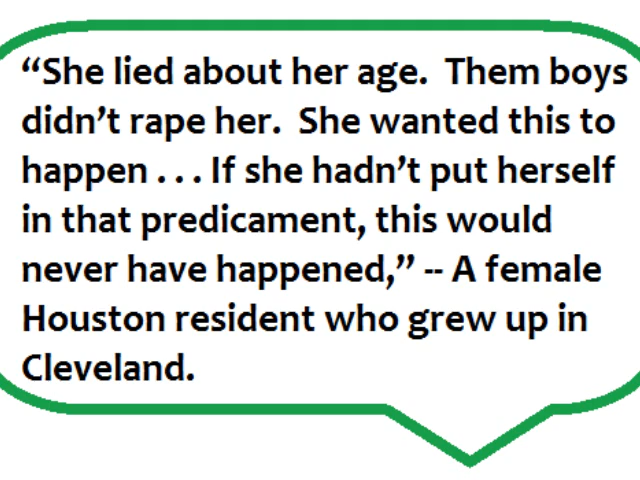 “She lied about her age.  Them boys
didn’t rape her.  She wanted this to
happen . . . If she hadn’t put herself
in that predicament, this would
never have happened,” -- A female
Houston resident who grew up in
Cleveland.